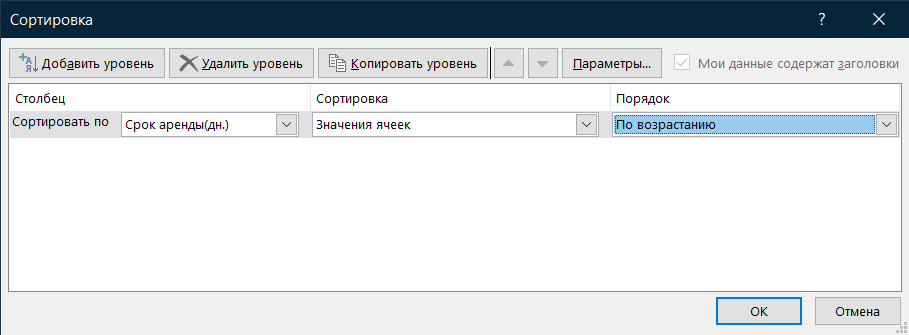 Сортировка ?
Добавить уровень Удалить уровень Копировать уровень Параметры... Мои данные содержат заголовки
Столбец Сортировка Порядок
Сортировать по Срок аренды(дн.) Значения ячеек По возрастанию
ОК Отмена